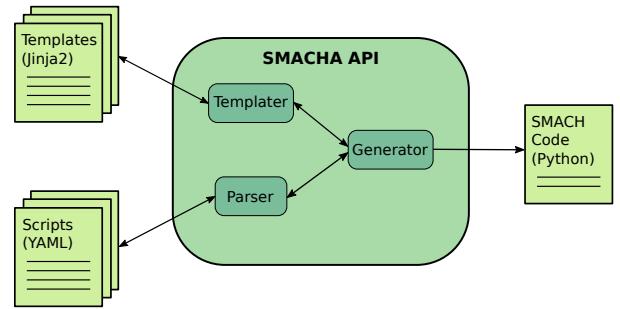 Templates
(Jinja2)
SMACHA API
Templater
Generator
Parser
SMACH
Code
(Python)
Scripts
(YAML)